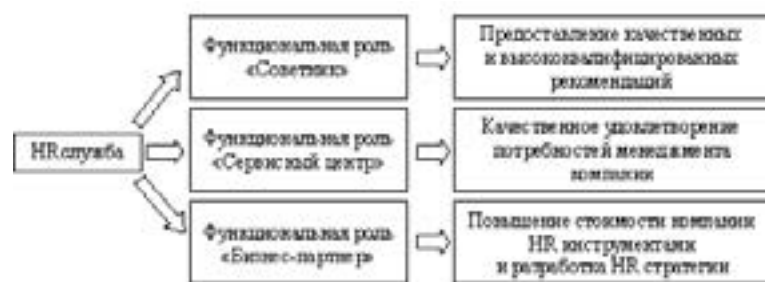 Функциональная роль
«Советник»
Предоставление качественных
и высококвалифицированных
рекомендаций
HR служба
Функциональная роль
«Сервисный центр»
Качественное удовлетворение
потребностей менеджмента
компании
Функциональная роль
«Бизнес-партнер»
Повышение стоимости компании
HR инструментами
и разработка HR стратегии